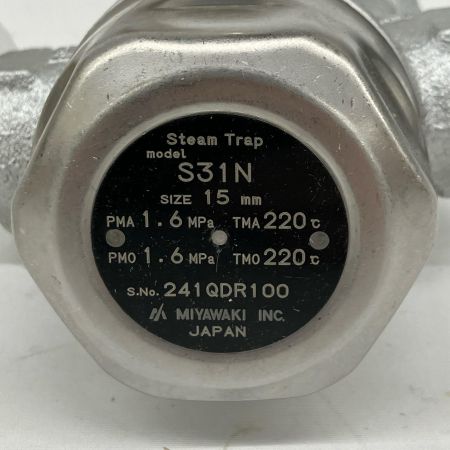 Steam Trap
model
S31N
SIZE 15 mm
PMA 1.6 MPa TMA 220 ℃
PMO 1.6 MPa TMO 220 ℃
S.No. 241QDR100
MIYAWAKI INC.
JAPAN